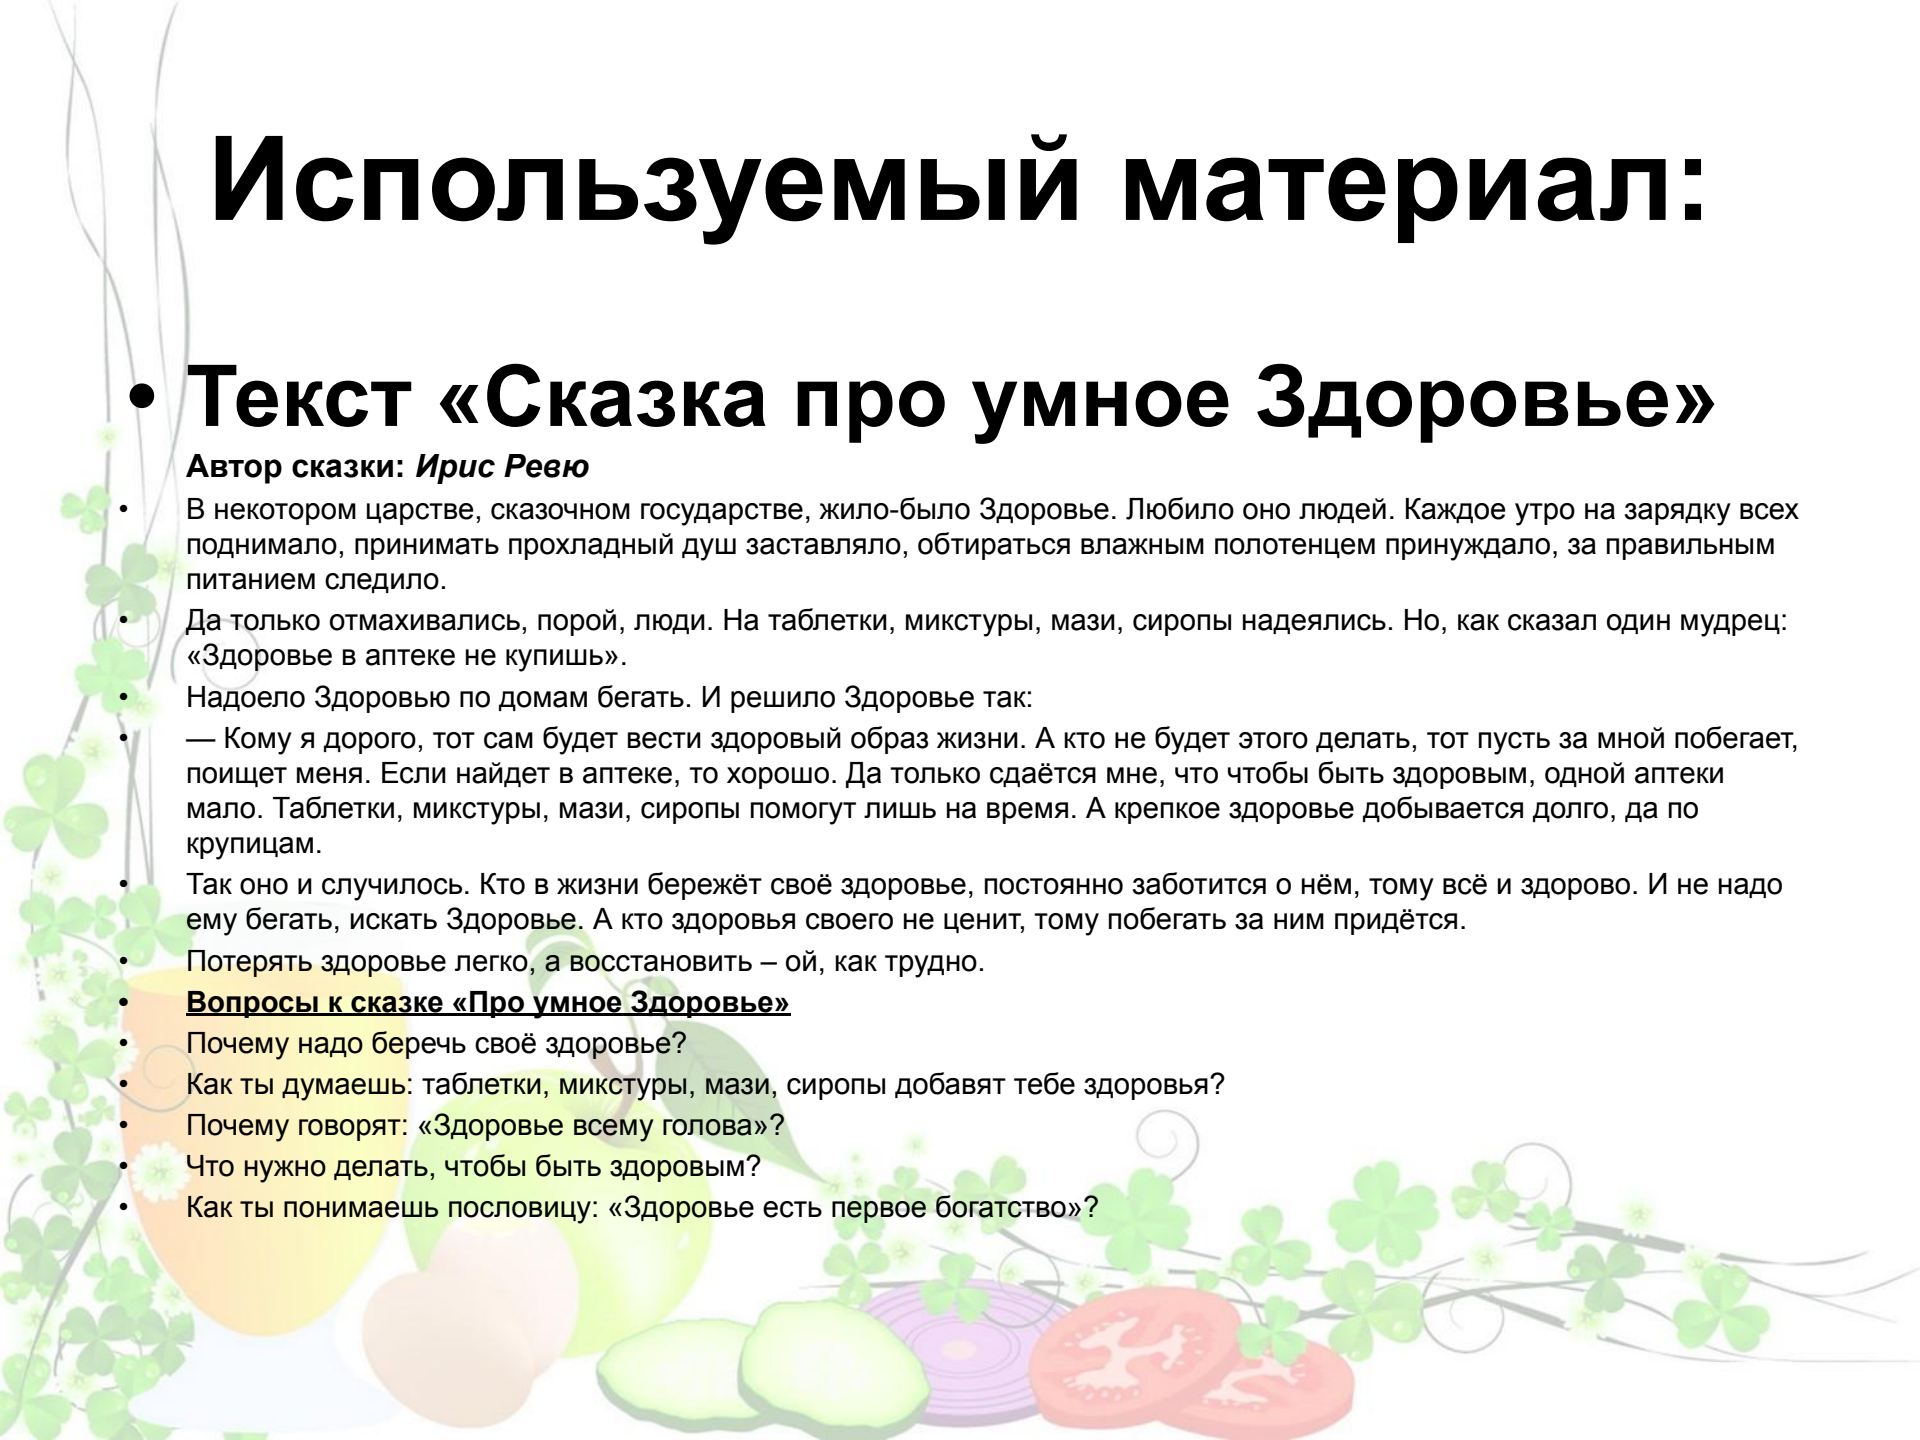 Используемый материал:
• Текст «Сказка про умное Здоровье»
Автор сказки: Ирис Ревю
• В некотором царстве, сказочном государстве, жило-было Здоровье. Любило оно людей. Каждое утро на зарядку всех
поднимало, принимать прохладный душ заставляло, обтираться влажным полотенцем принуждало, за правильным
питанием следило.
• Да только отмахивались, порой, люди. На таблетки, микстуры, мази, сиропы надеялись. Но, как сказал один мудрец:
«Здоровье в аптеке не купишь».
• Надоело Здоровью по домам бегать. И решило Здоровье так:
• — Кому я дорого, тот сам будет вести здоровый образ жизни. А кто не будет этого делать, тот пусть за мной побегает,
поищет меня. Если найдет в аптеке, то хорошо. Да только сдаётся мне, что чтобы быть здоровым, одной аптеки
мало. Таблетки, микстуры, мази, сиропы помогут лишь на время. А крепкое здоровье добывается долго, да по
крупицам.
• Так оно и случилось. Кто в жизни бережёт своё здоровье, постоянно заботится о нём, тому всё и здорово. И не надо
ему бегать, искать Здоровье. А кто здоровья своего не ценит, тому побегать за ним придётся.
• Потерять здоровье легко, а восстановить – ой, как трудно.
• Вопросы к сказке «Про умное Здоровье»
• Почему надо беречь своё здоровье?
• Как ты думаешь: таблетки, микстуры, мази, сиропы добавят тебе здоровья?
• Почему говорят: «Здоровье всему голова»?
• Что нужно делать, чтобы быть здоровым?
• Как ты понимаешь пословицу: «Здоровье есть первое богатство»?